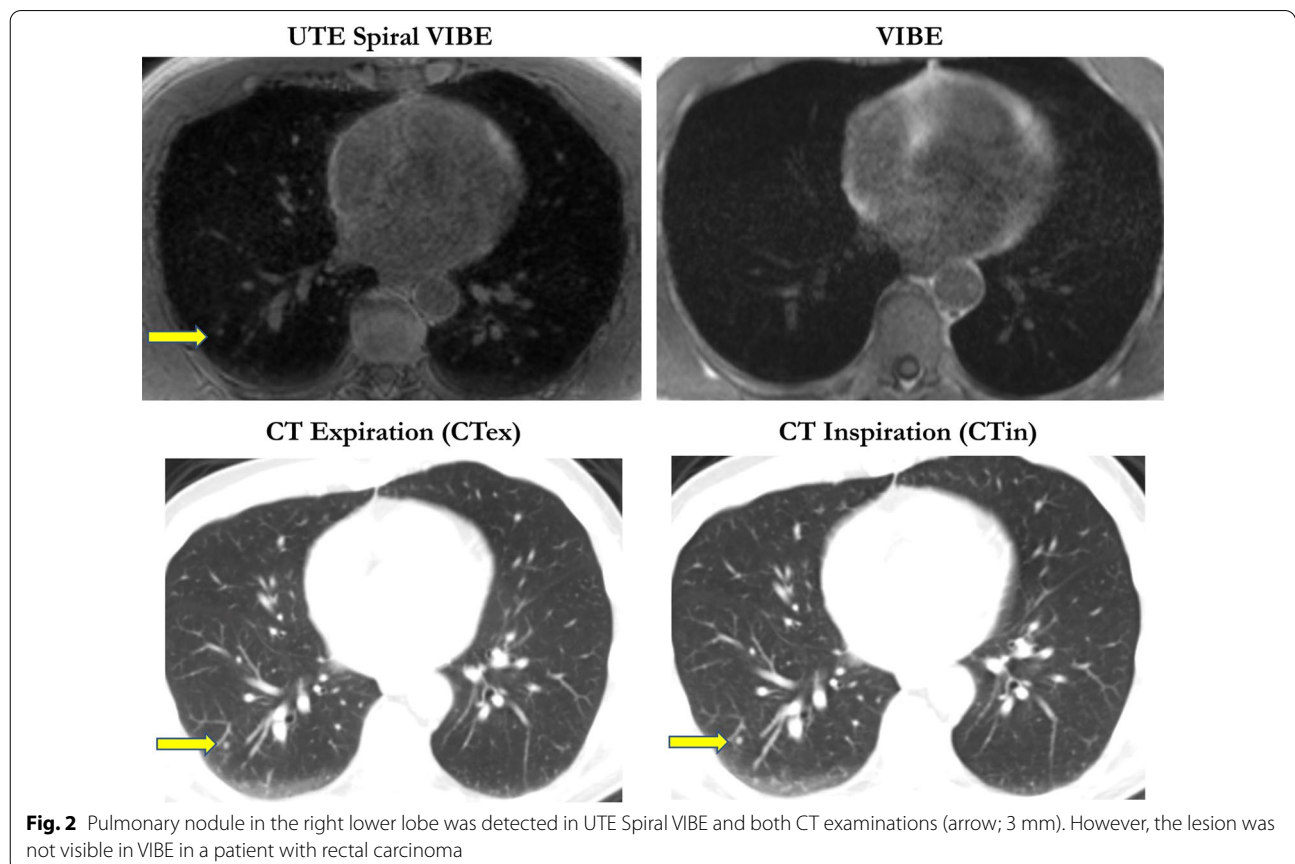 UTE Spiral VIBE
VIBE
CT Expiration (CTex)
CT Inspiration (CTin)
Fig. 2 Pulmonary nodule in the right lower lobe was detected in UTE Spiral VIBE and both CT examinations (arrow; 3 mm). However, the lesion was
not visible in VIBE in a patient with rectal carcinoma